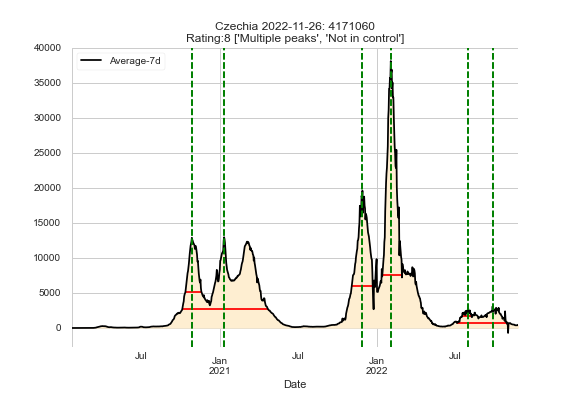 Czechia 2022-11-26: 4171060
Rating:8 ['Multiple peaks', 'Not in control']
Average-7d
40000
35000
30000
25000
20000
15000
10000
5000
0
Jul
Jan
2021
Jul
Jan
2022
Jul
Date